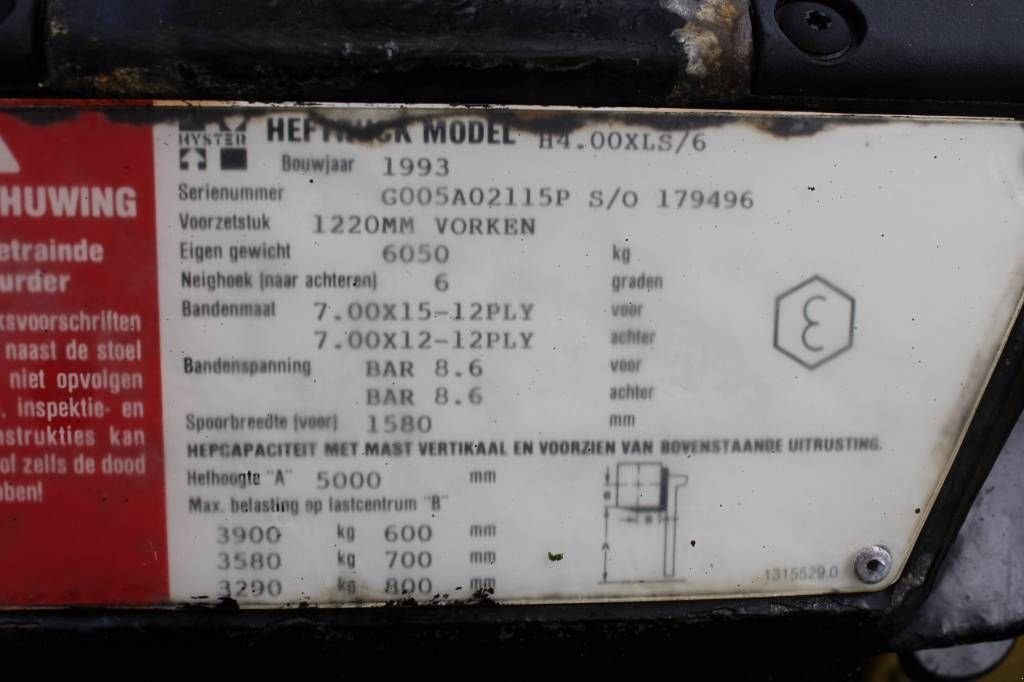 HYSTER
HEFTRUCK MODEL H4.00XLS/6
Bouwjaar 1993
Serienummer G005A02115P S/O 179496
Voorzetstuk 1220MM VORKEN
Eigen gewicht 6050 kg
Neighoek (naar achteren) 6 graden
Bandenmaat 7.00X15-12PLY voor
7.00X12-12PLY achter
Bandenspanning BAR 8.6 voor
BAR 8.6 achter
Spoorbreedte (voor) 1580 mm
HEFCAPACITEIT MET MAST VERTIKAAL EN VOORZIEN VAN BOVENSTAANDE UITRUSTING.
Hefhoogte "A" 5000 mm
Max. belasting op lastcentrum "B"
3900 kg 600 mm
3580 kg 700 mm
3290 kg 800 mm
B
B
A
1315529.0
ε
HUWING
etrainde
urder
ksvoorschriften
naast de stoel
niet opvolgen
, inspektie- en
nstrukties kan
of zelfs de dood
bben!